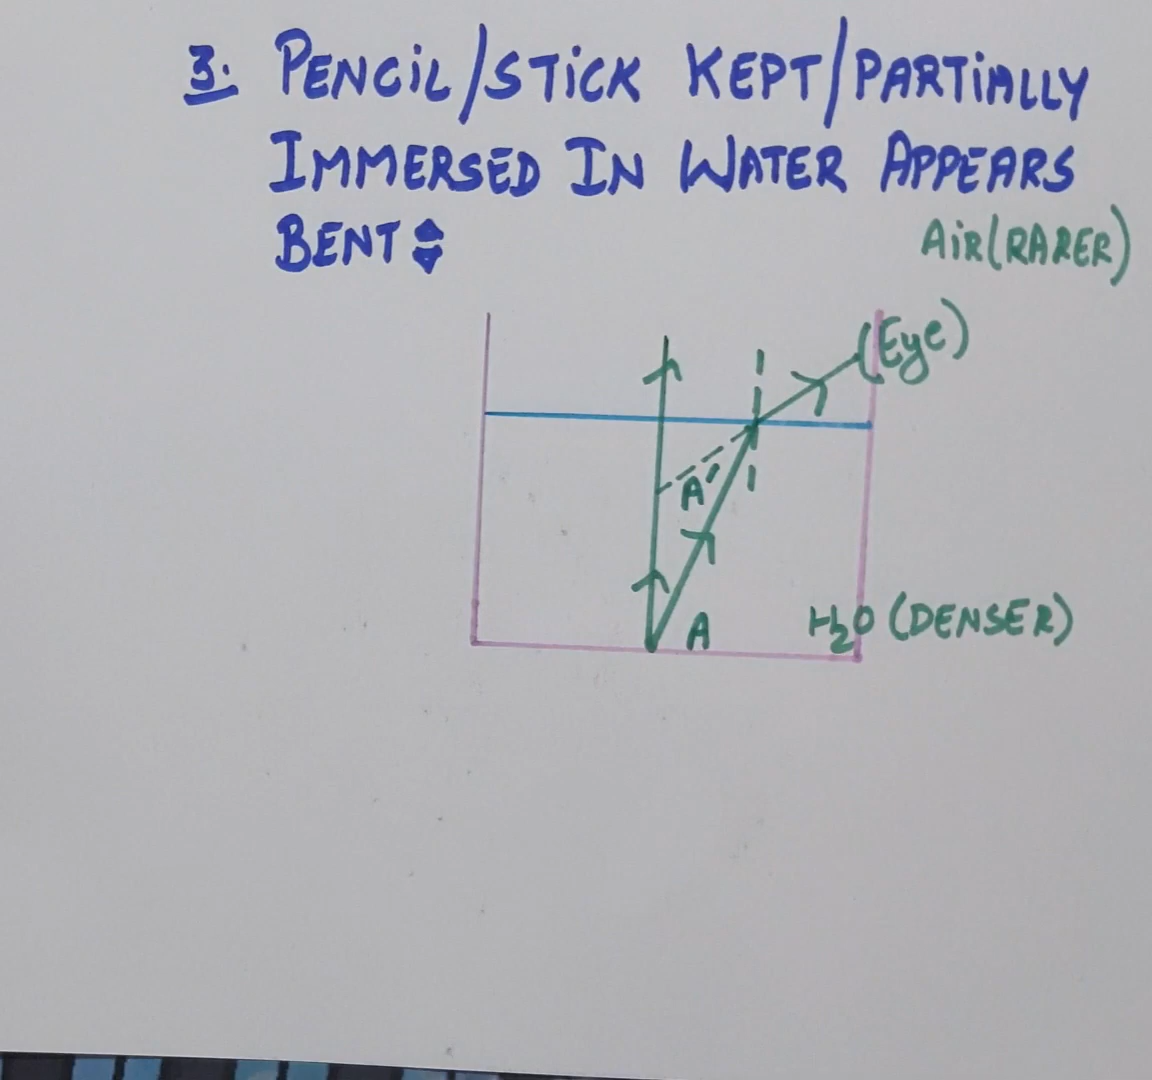 3. PENCiL/STiCK KEPT/PARTiALLY
IMMERSED IN WATER APPEARS
BENT:
AiR(RARER)
(Eye)
A'
A
H₂O (DENSER)